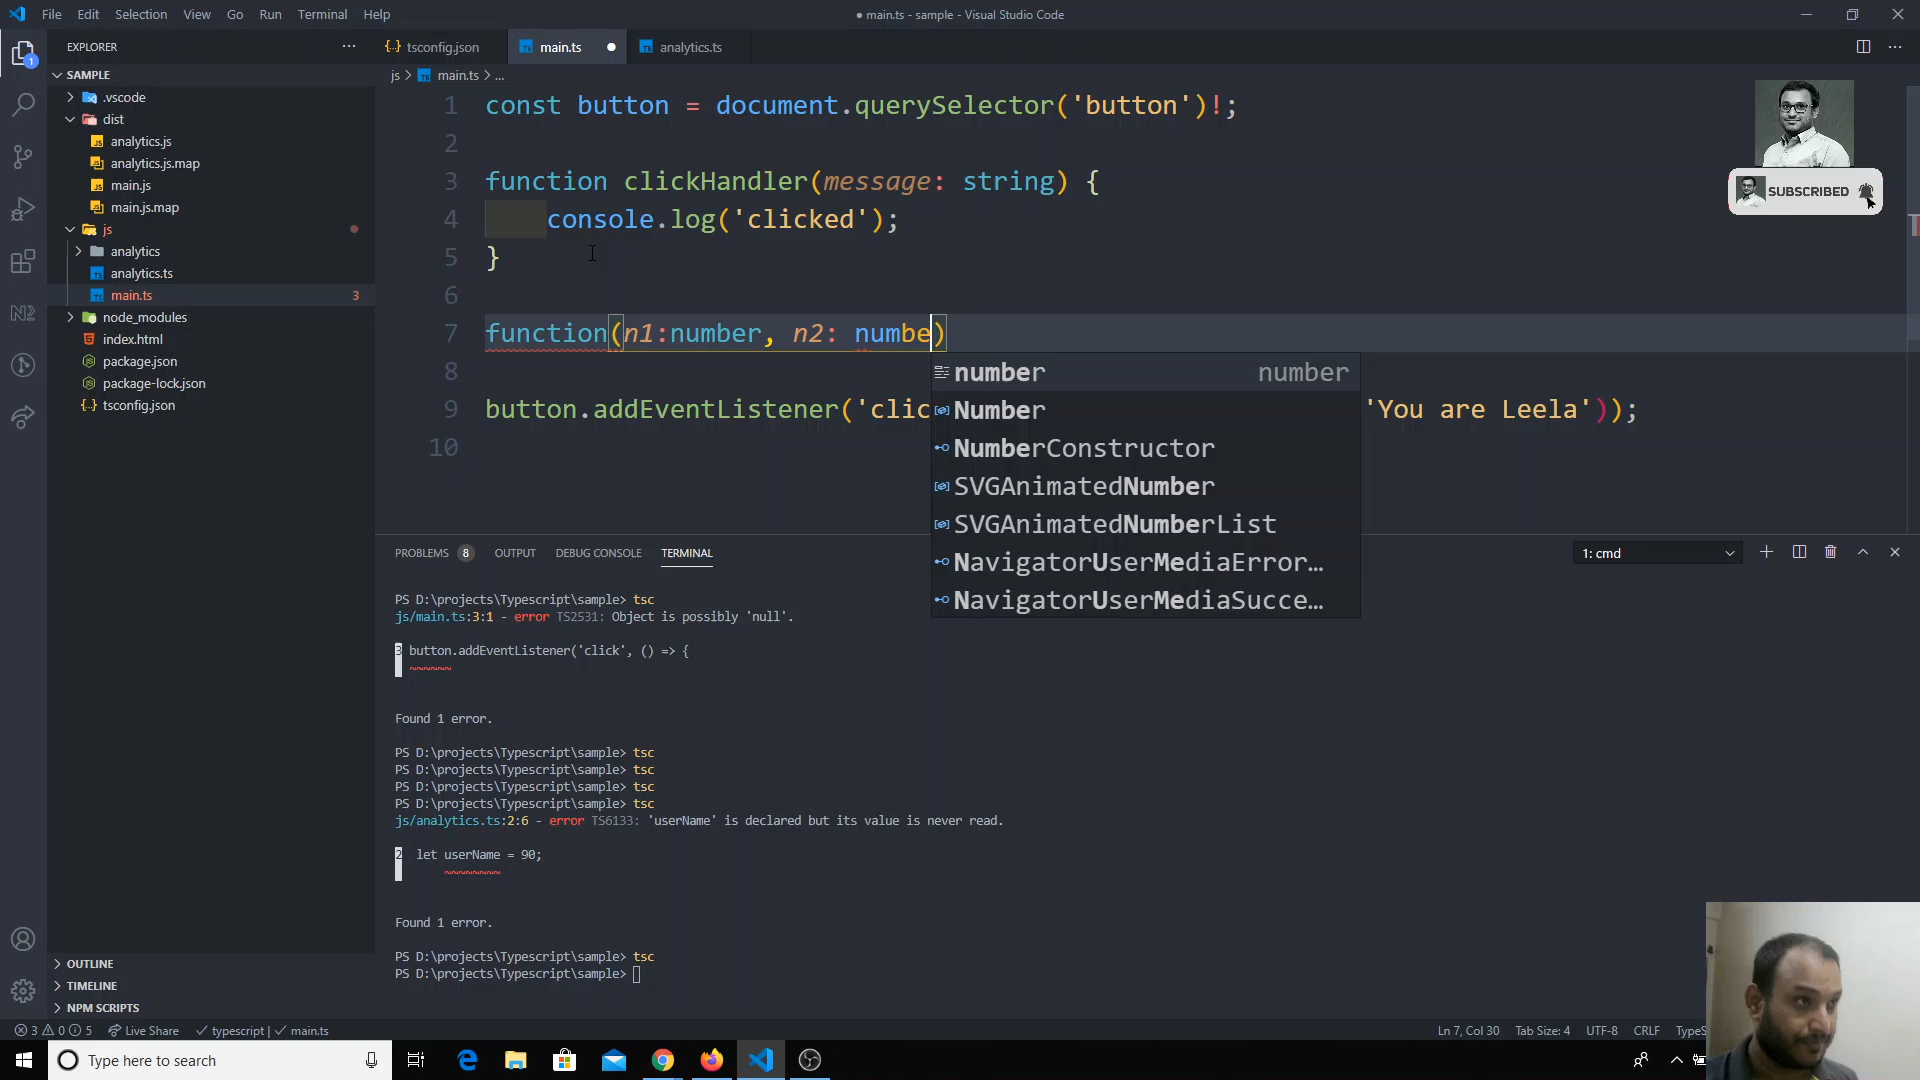 File Edit Selection View Go Run Terminal Help
● main.ts - sample - Visual Studio Code
EXPLORER
tsconfig.json
main.ts
analytics.ts
SAMPLE
js > main.ts > ...
.vscode
dist
analytics.js
analytics.js.map
main.js
main.js.map
js
analytics
analytics.ts
main.ts 3
node_modules
index.html
package.json
package-lock.json
tsconfig.json
1 const button = document.querySelector('button')!;
2
3 function clickHandler(message: string) {
4 console.log('clicked');
5 }
6
7 function(n1:number, n2: numbe)
8
9 button.addEventListener('clic 'You are Leela'));
10
number number
Number
NumberConstructor
SVGAnimatedNumber
SVGAnimatedNumberList
NavigatorUserMediaError…
NavigatorUserMediaSucce…
SUBSCRIBED
PROBLEMS 8 OUTPUT DEBUG CONSOLE TERMINAL
1: cmd
PS D:\projects\Typescript\sample> tsc
js/main.ts:3:1 - error TS2531: Object is possibly 'null'.
3 button.addEventListener('click', () => {
~~~~~~
Found 1 error.
PS D:\projects\Typescript\sample> tsc
PS D:\projects\Typescript\sample> tsc
PS D:\projects\Typescript\sample> tsc
PS D:\projects\Typescript\sample> tsc
js/analytics.ts:2:6 - error TS6133: 'userName' is declared but its value is never read.
2 let userName = 90;
~~~~~~~~
Found 1 error.
PS D:\projects\Typescript\sample> tsc
PS D:\projects\Typescript\sample>
OUTLINE
TIMELINE
NPM SCRIPTS
1
3 0 5 Live Share typescript | main.ts
Ln 7, Col 30 Tab Size: 4 UTF-8 CRLF TypeS
Type here to search